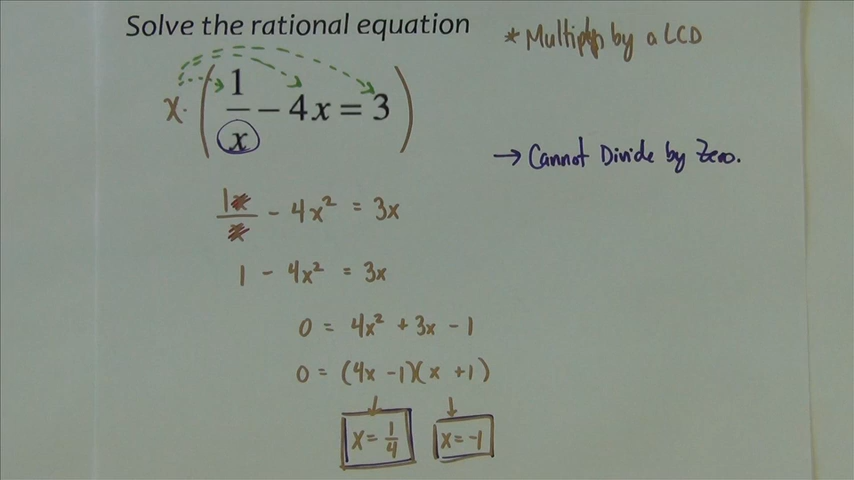 Solve the rational equation
* Multiply by a LCD
x · ( 1/x − 4x = 3 )
→ Cannot Divide by Zero.
1x/x - 4x² = 3x
1 - 4x² = 3x
0 = 4x² + 3x - 1
0 = (4x - 1)(x + 1)
x = 1/4 x = -1